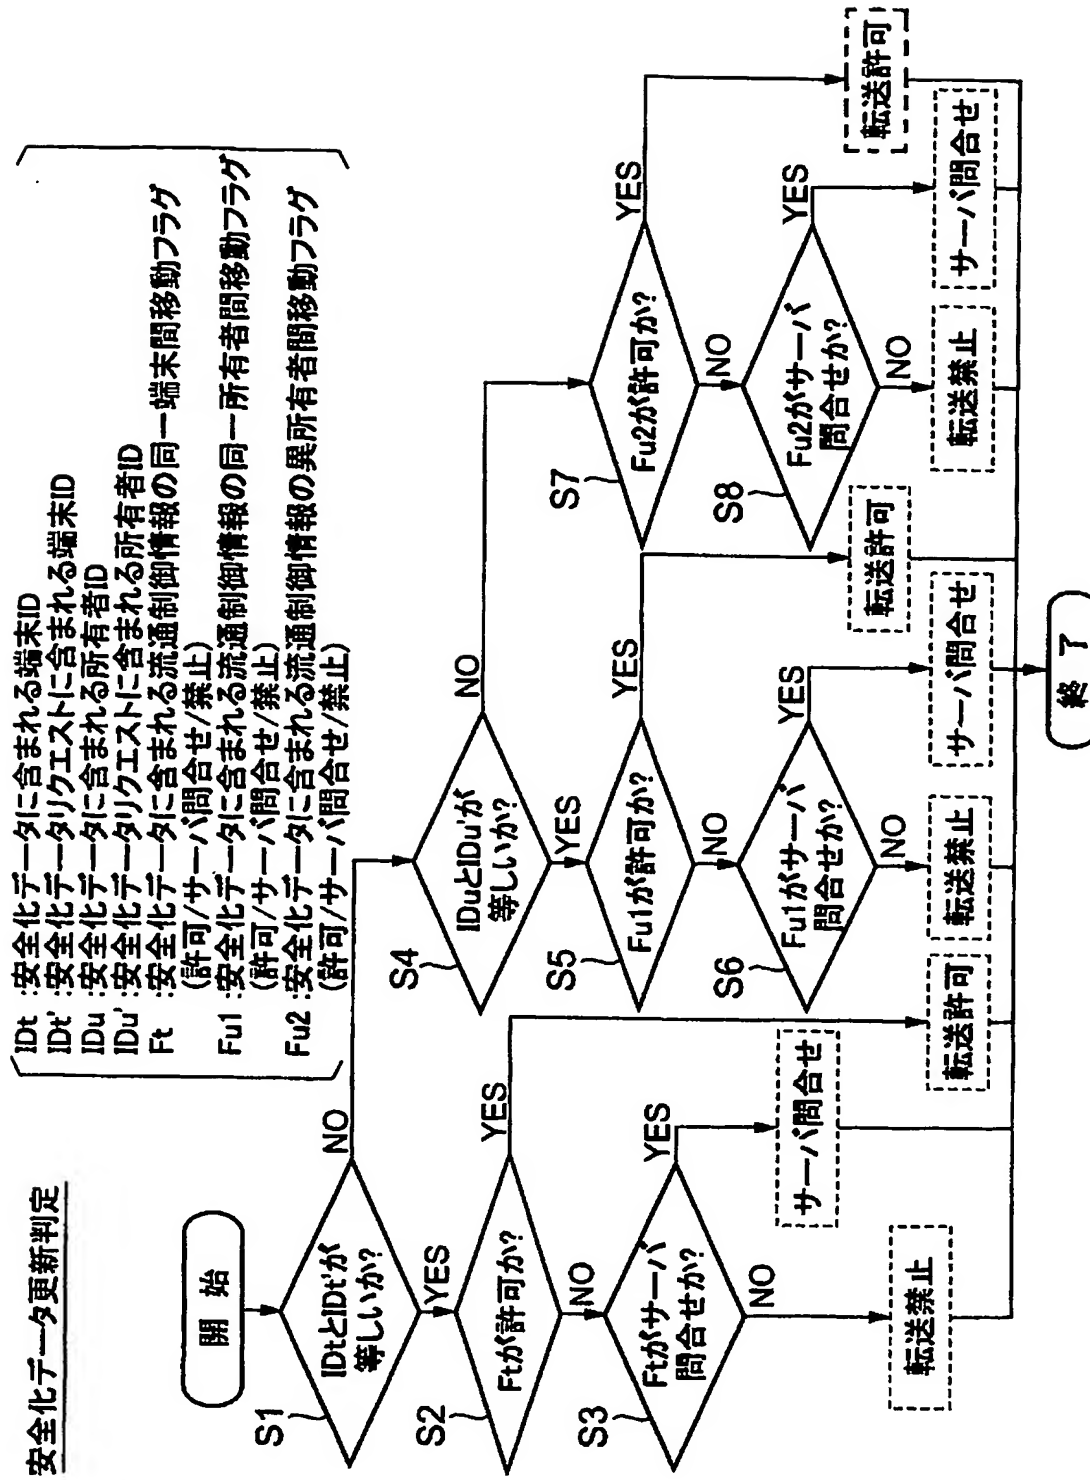 安全化データ更新判定
IDt :安全化データに含まれる端末ID
IDt' :安全化データリクエストに含まれる端末ID
IDu :安全化データに含まれる所有者ID
IDu' :安全化データリクエストに含まれる所有者ID
Ft :安全化データに含まれる流通制御情報の同一端末間移動フラグ
(許可/サーバ問合せ/禁止)
Fu1 :安全化データに含まれる流通制御情報の同一所有者間移動フラグ
(許可/サーバ問合せ/禁止)
Fu2 :安全化データに含まれる流通制御情報の異所有者間移動フラグ
(許可/サーバ問合せ/禁止)
開 始
S1
IDtとIDt'が
等しいか?
NO
YES
S2
Ftが許可か?
YES
NO
S3
Ftがサーバ
問合せか?
YES
NO
サーバ問合せ
転送禁止
転送許可
S4
IDuとIDu'が
等しいか?
NO
YES
S5
Fu1が許可か?
YES
NO
S6
Fu1がサーバ
問合せか?
YES
NO
転送許可
サーバ問合せ
転送禁止
S7
Fu2が許可か?
YES
NO
S8
Fu2がサーバ
問合せか?
YES
NO
転送許可
サーバ問合せ
転送禁止
終 了